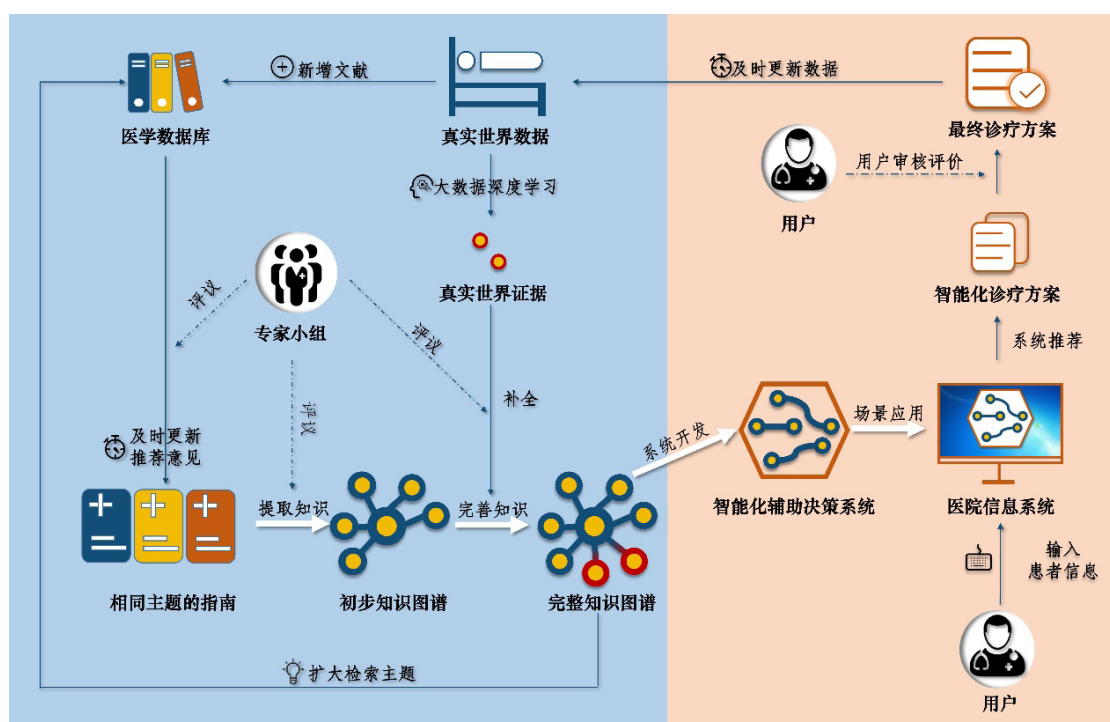 新增文献
及时更新数据
医学数据库
真实世界数据
最终诊疗方案
大数据深度学习
用户审核评价
用户
真实世界证据
智能化诊疗方案
评议
专家小组
评议
系统推荐
评议
补全
及时更新
推荐意见
系统开发
场景应用
提取知识
完善知识
智能化辅助决策系统
医院信息系统
输入
患者信息
相同主题的指南
初步知识图谱
完整知识图谱
扩大检索主题
用户